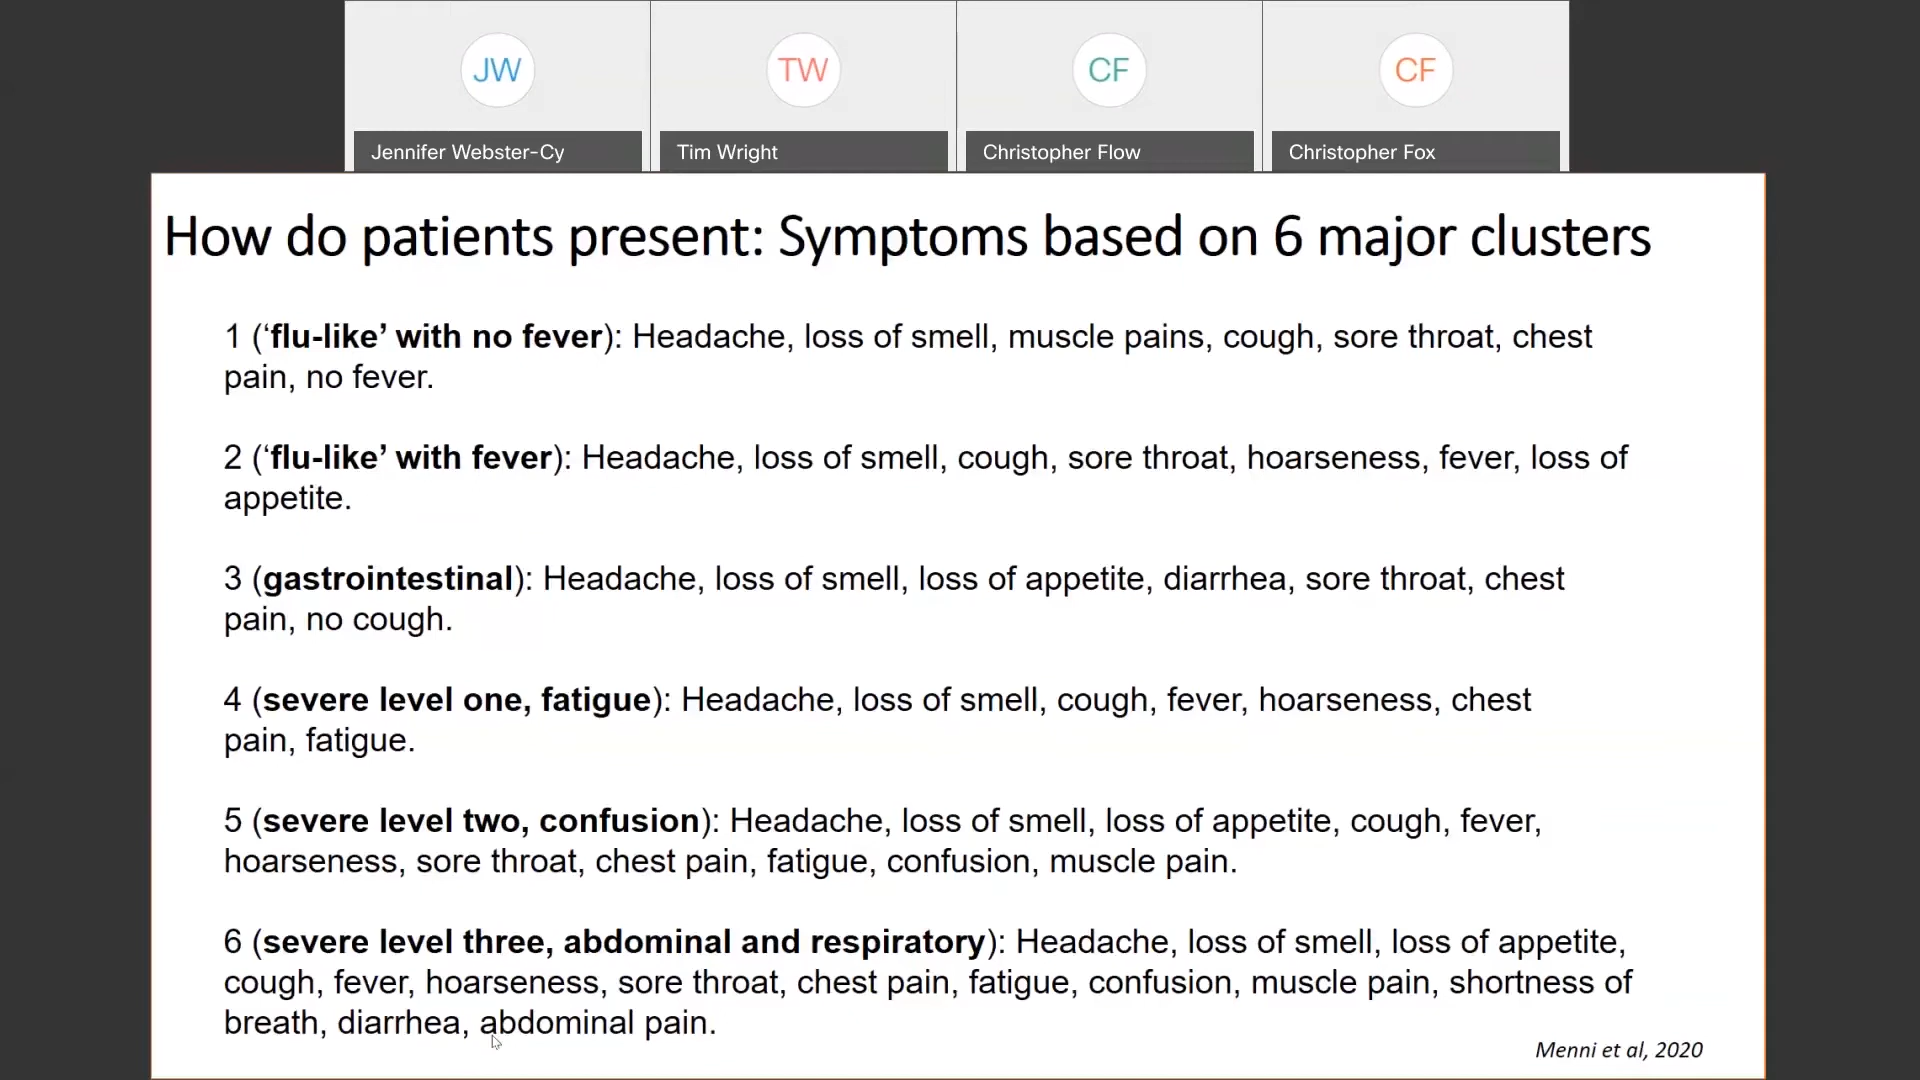 JW
TW
CF
CF
Jennifer Webster-Cy
Tim Wright
Christopher Flow
Christopher Fox
How do patients present: Symptoms based on 6 major clusters
1 (‘flu-like’ with no fever): Headache, loss of smell, muscle pains, cough, sore throat, chest
pain, no fever.
2 (‘flu-like’ with fever): Headache, loss of smell, cough, sore throat, hoarseness, fever, loss of
appetite.
3 (gastrointestinal): Headache, loss of smell, loss of appetite, diarrhea, sore throat, chest
pain, no cough.
4 (severe level one, fatigue): Headache, loss of smell, cough, fever, hoarseness, chest
pain, fatigue.
5 (severe level two, confusion): Headache, loss of smell, loss of appetite, cough, fever,
hoarseness, sore throat, chest pain, fatigue, confusion, muscle pain.
6 (severe level three, abdominal and respiratory): Headache, loss of smell, loss of appetite,
cough, fever, hoarseness, sore throat, chest pain, fatigue, confusion, muscle pain, shortness of
breath, diarrhea, abdominal pain.
Menni et al, 2020